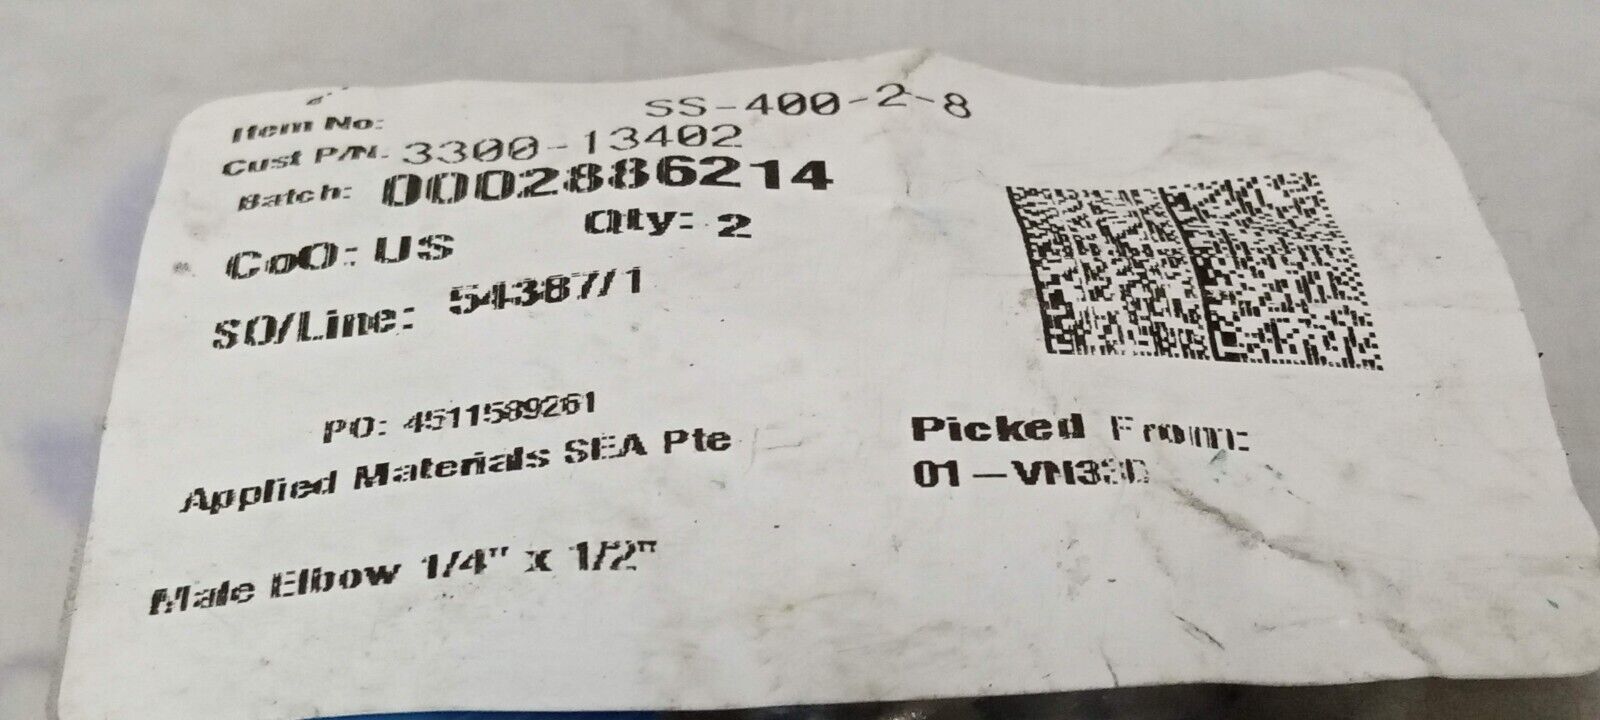 Item No: SS-400-2-8
Cust P/N- 3300-13402
Batch: 0002886214
Qty: 2
CoO: US
SO/Line: 54387/1
PO: 4511589261
Applied Materials SEA Pte
Picked From:
Male Elbow 1/4" x 1/2"